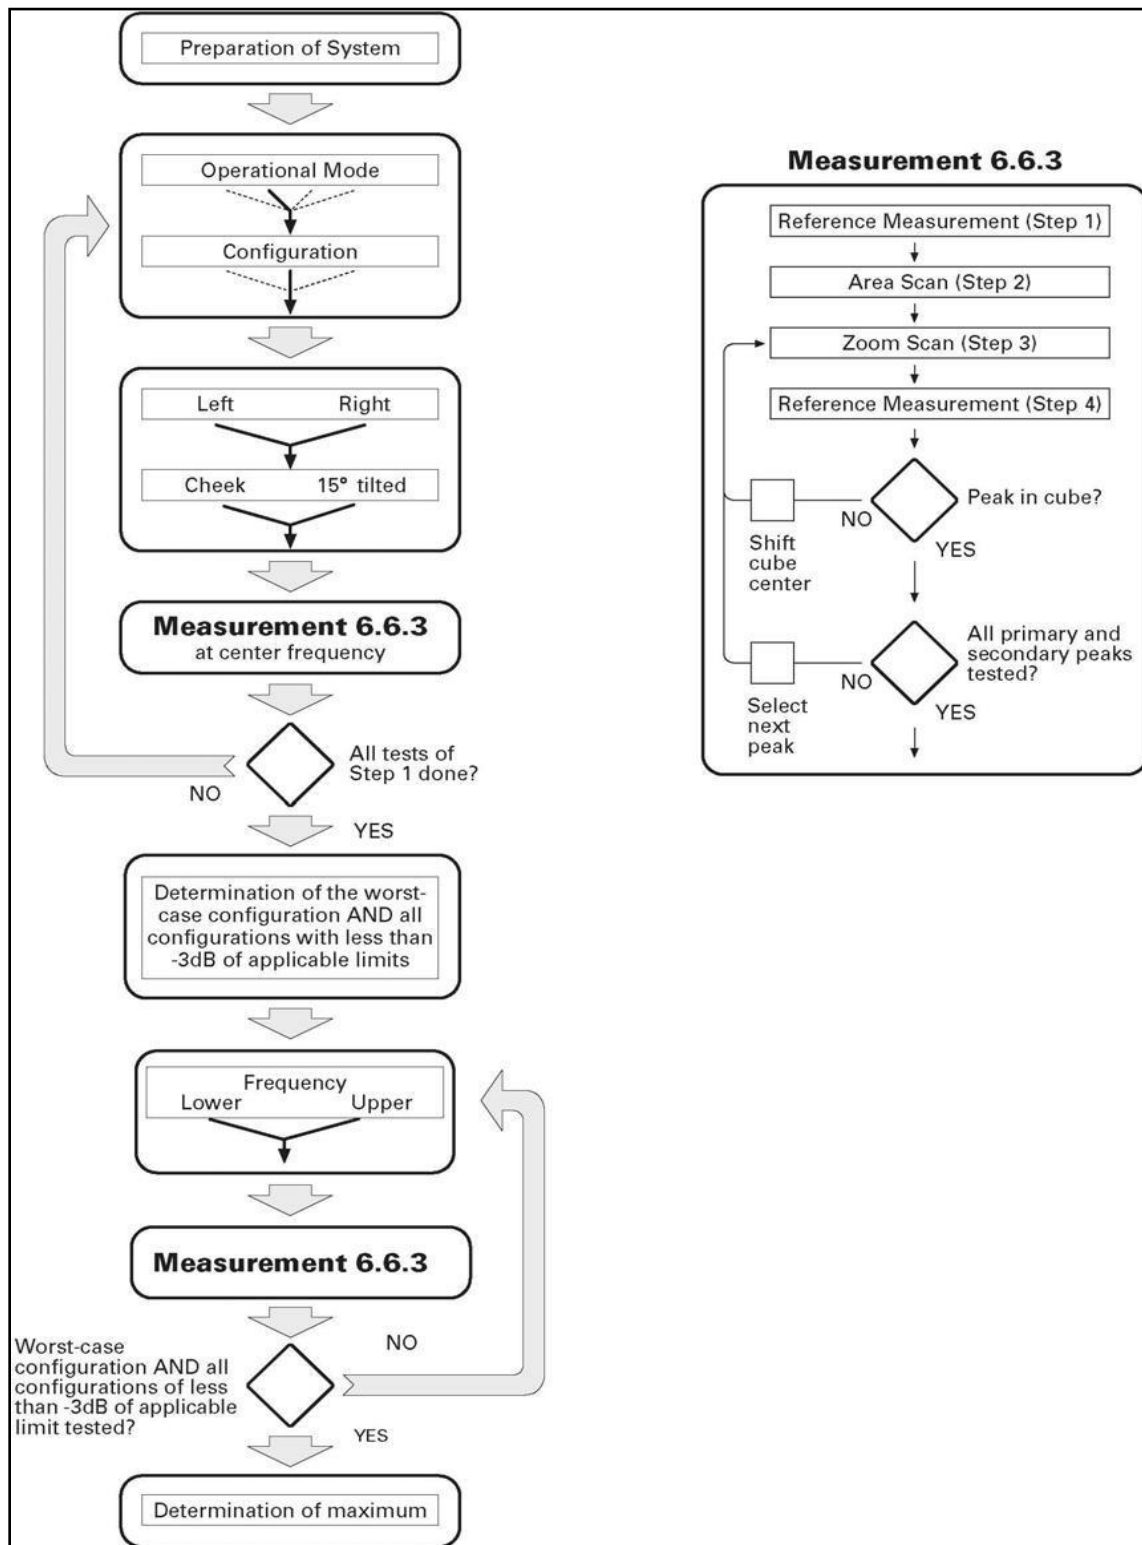 Preparation of System
Operational Mode
Configuration
Left Right
Cheek 15° tilted
Measurement 6.6.3
at center frequency
All tests of
Step 1 done?
NO
YES
Determination of the worst-
case configuration AND all
configurations with less than
-3dB of applicable limits
Frequency
Lower Upper
Measurement 6.6.3
NO
Worst-case
configuration AND all
configurations of less
than -3dB of applicable
limit tested?
YES
Determination of maximum
Measurement 6.6.3
Reference Measurement (Step 1)
Area Scan (Step 2)
Zoom Scan (Step 3)
Reference Measurement (Step 4)
Peak in cube?
NO
YES
Shift
cube
center
All primary and
secondary peaks
tested?
NO
YES
Select
next
peak